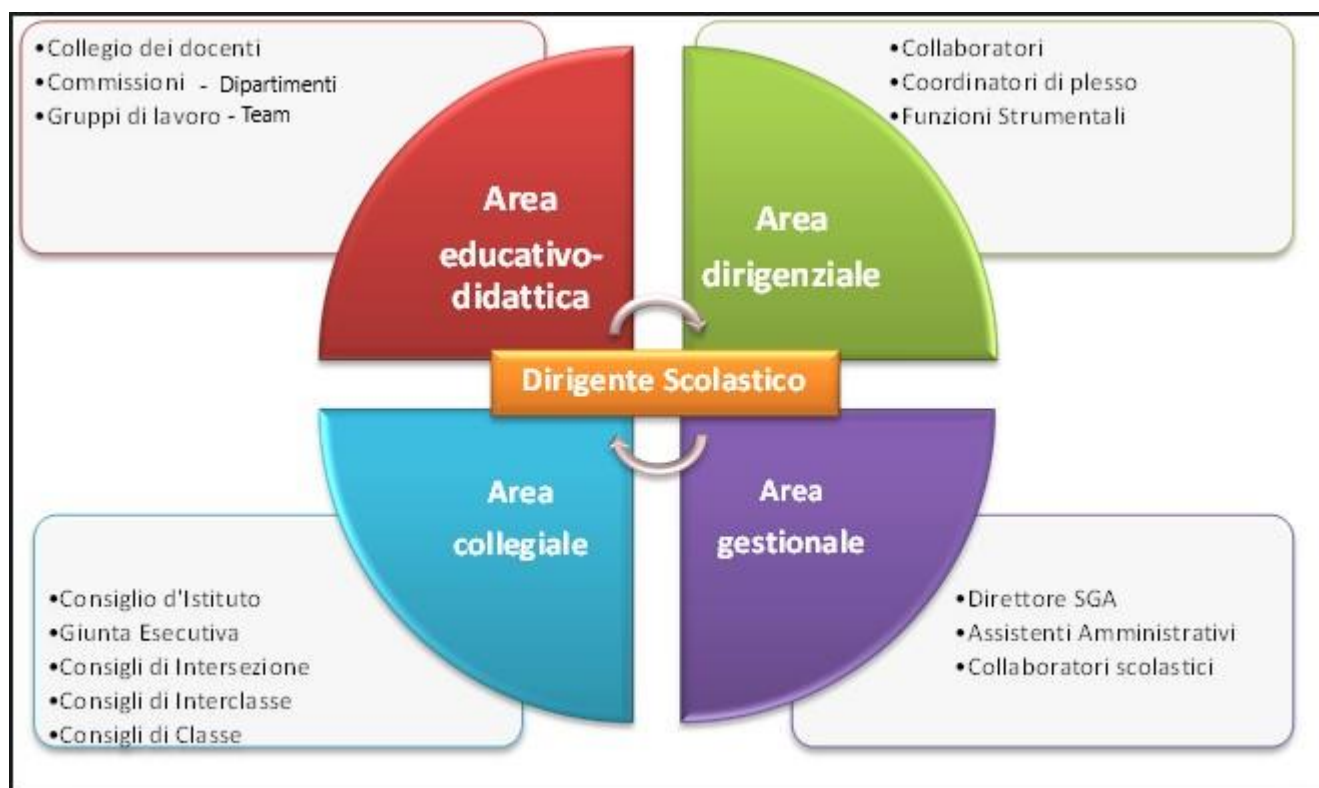 •Collegio dei docenti
•Commissioni - Dipartimenti
•Gruppi di lavoro - Team
•Collaboratori
•Coordinatori di plesso
•Funzioni Strumentali
Area
educativo-
didattica
Area
dirigenziale
Dirigente Scolastico
Area
collegiale
Area
gestionale
•Consiglio d'Istituto
•Giunta Esecutiva
•Consigli di Intersezione
•Consigli di Interclasse
•Consigli di Classe
•Direttore SGA
•Assistenti Amministrativi
•Collaboratori scolastici